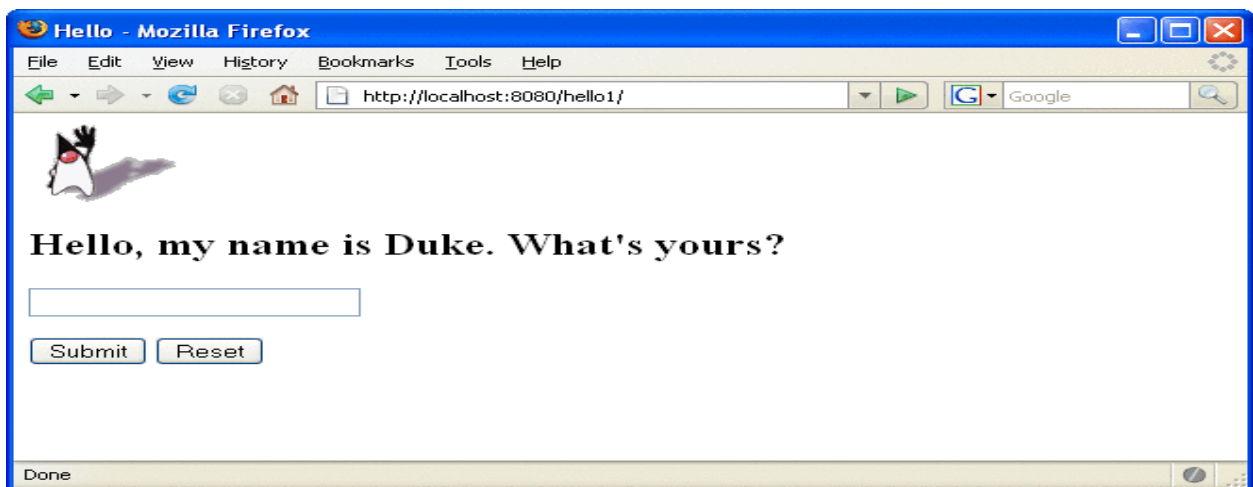 Hello - Mozilla Firefox
File Edit View History Bookmarks Tools Help
http://localhost:8080/hello1/ G Google
Hello, my name is Duke. What's yours?
Submit Reset
Done